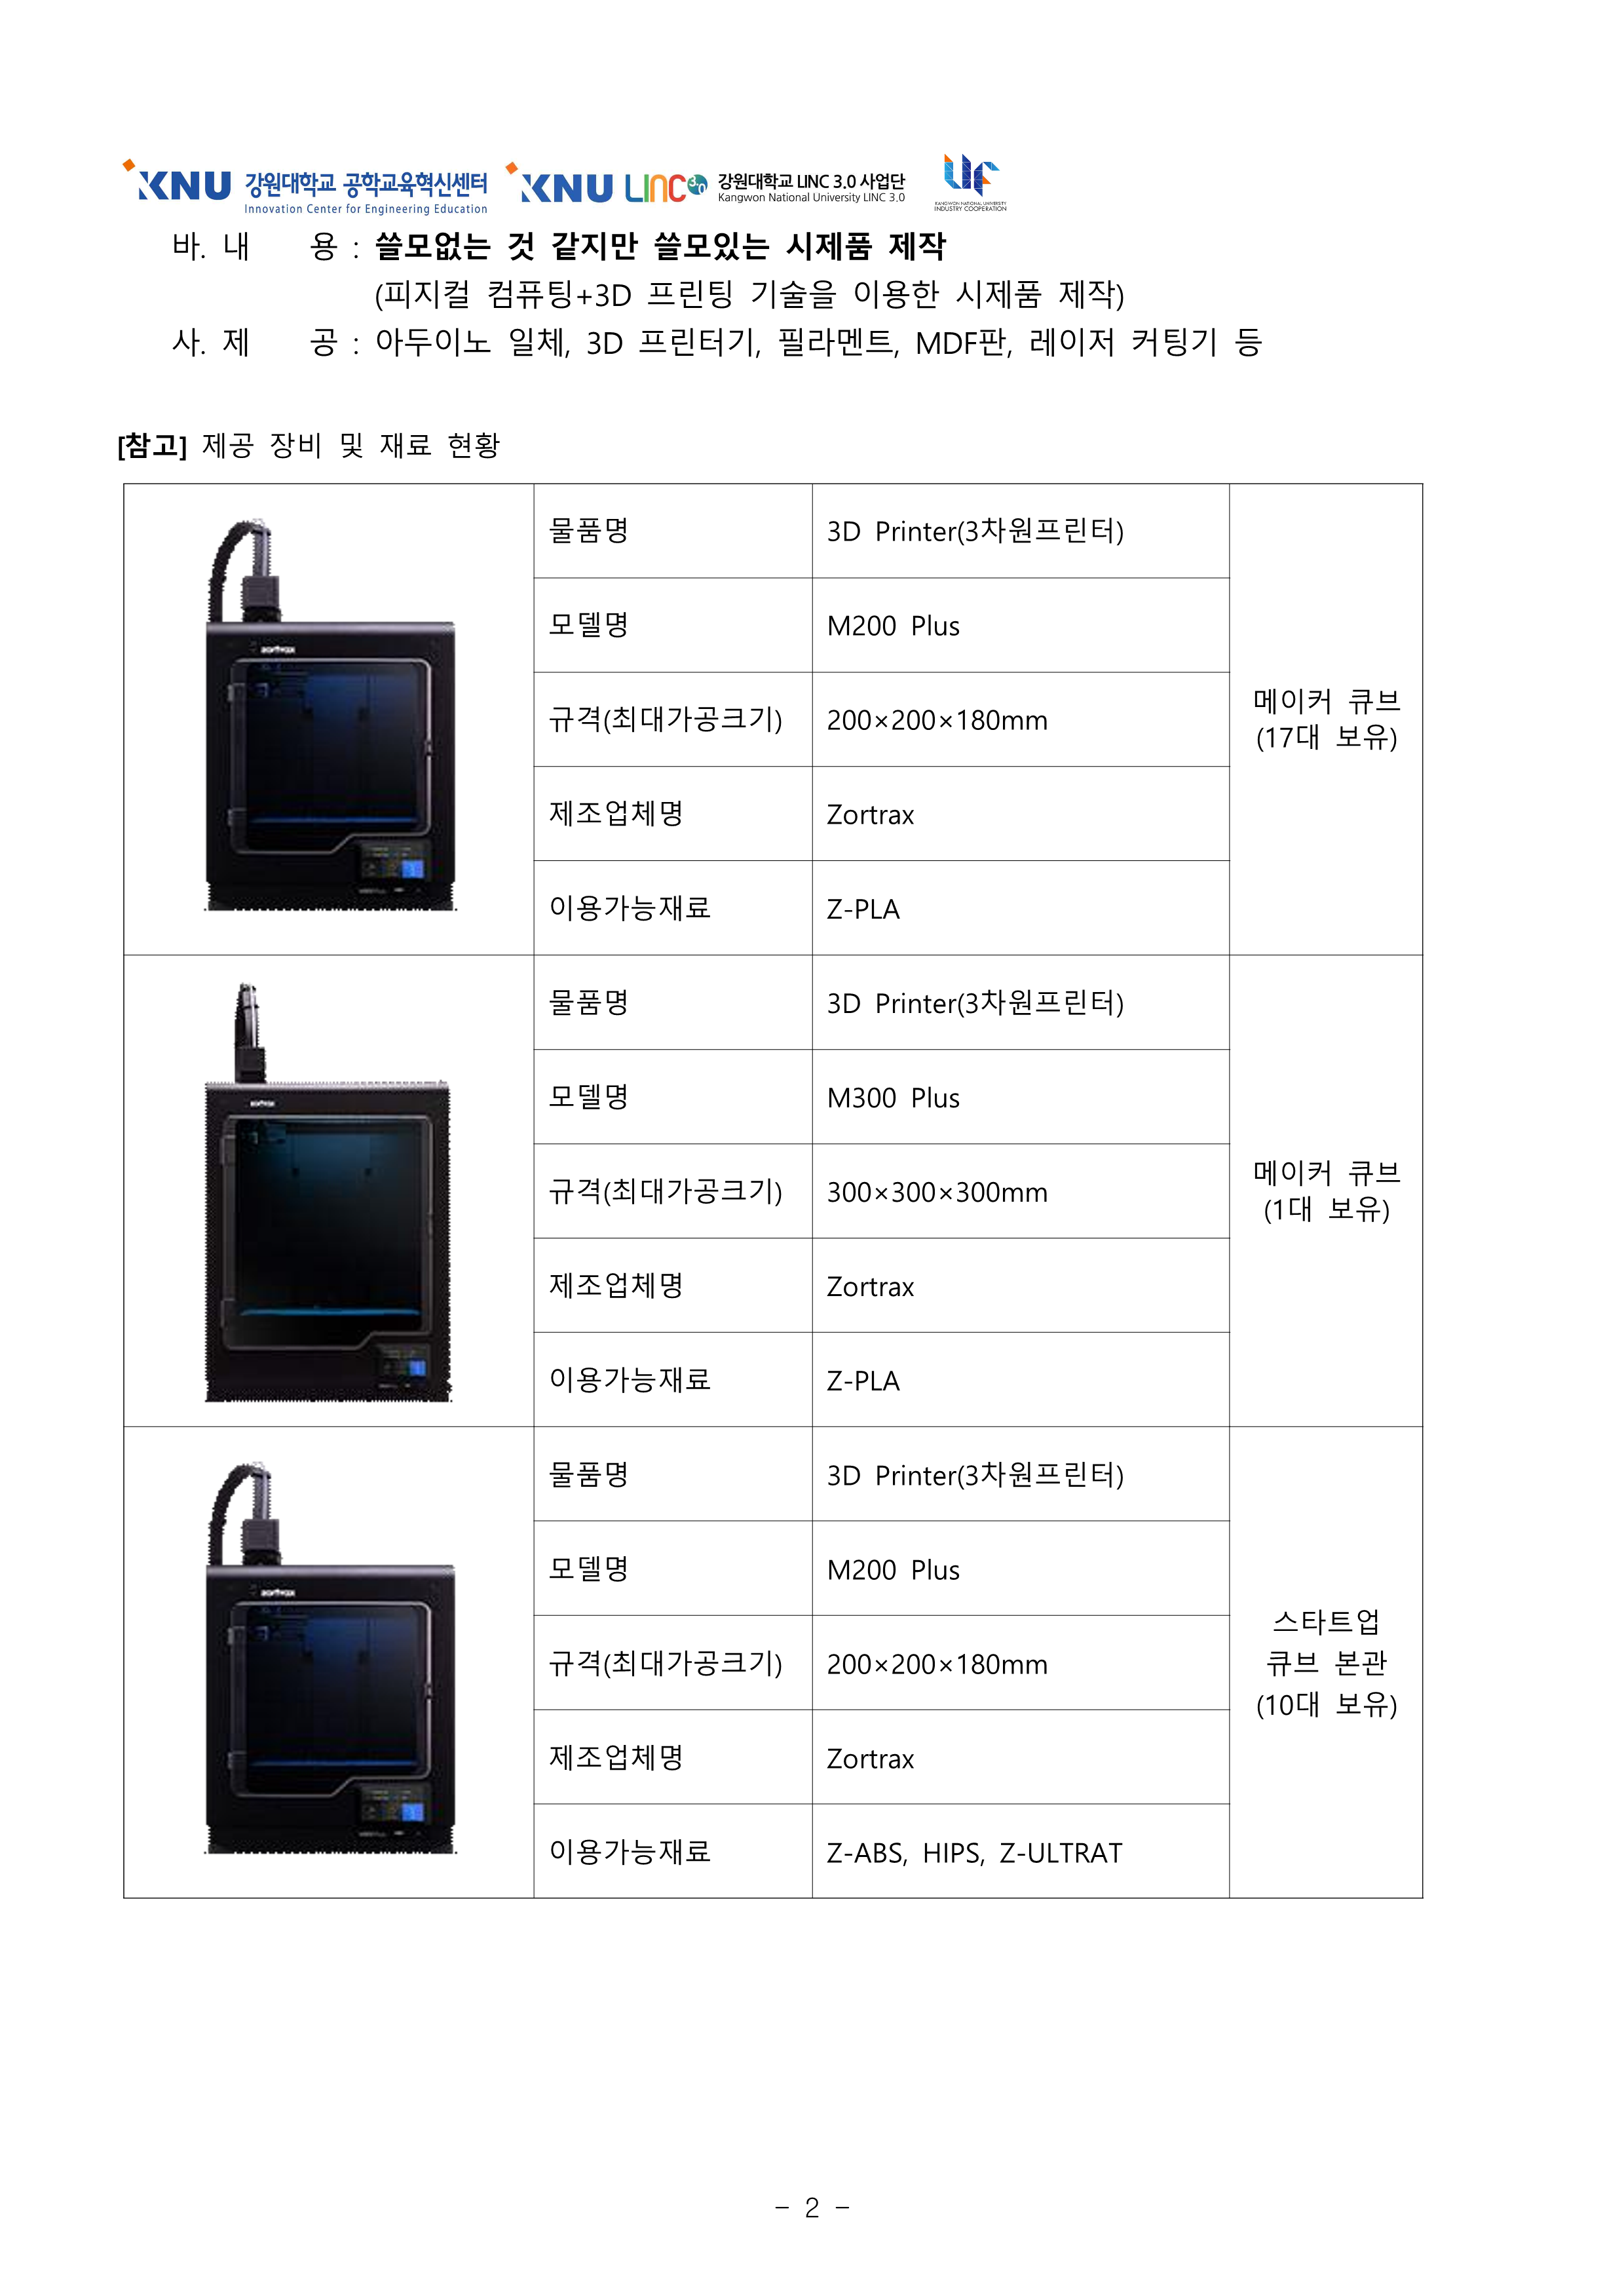 KNU 강원대학교 공학교육혁신센터
Innovation Center for Engineering Education
KNU LINC 3.0 강원대학교 LINC 3.0 사업단
Kangwon National University LINC 3.0
KANGWON NATIONAL UNIVERSITY
INDUSTRY COOPERATION
바. 내 용 : 쓸모없는 것 같지만 쓸모있는 시제품 제작
(피지컬 컴퓨팅+3D 프린팅 기술을 이용한 시제품 제작)
사. 제 공 : 아두이노 일체, 3D 프린터기, 필라멘트, MDF판, 레이저 커팅기 등
[참고] 제공 장비 및 재료 현황
zortrax
물품명 3D Printer(3차원프린터)
모델명 M200 Plus
규격(최대가공크기) 200×200×180mm
제조업체명 Zortrax
이용가능재료 Z-PLA
메이커 큐브
(17대 보유)
zortrax
물품명 3D Printer(3차원프린터)
모델명 M300 Plus
규격(최대가공크기) 300×300×300mm
제조업체명 Zortrax
이용가능재료 Z-PLA
메이커 큐브
(1대 보유)
zortrax
물품명 3D Printer(3차원프린터)
모델명 M200 Plus
규격(최대가공크기) 200×200×180mm
제조업체명 Zortrax
이용가능재료 Z-ABS, HIPS, Z-ULTRAT
스타트업
큐브 본관
(10대 보유)
- 2 -